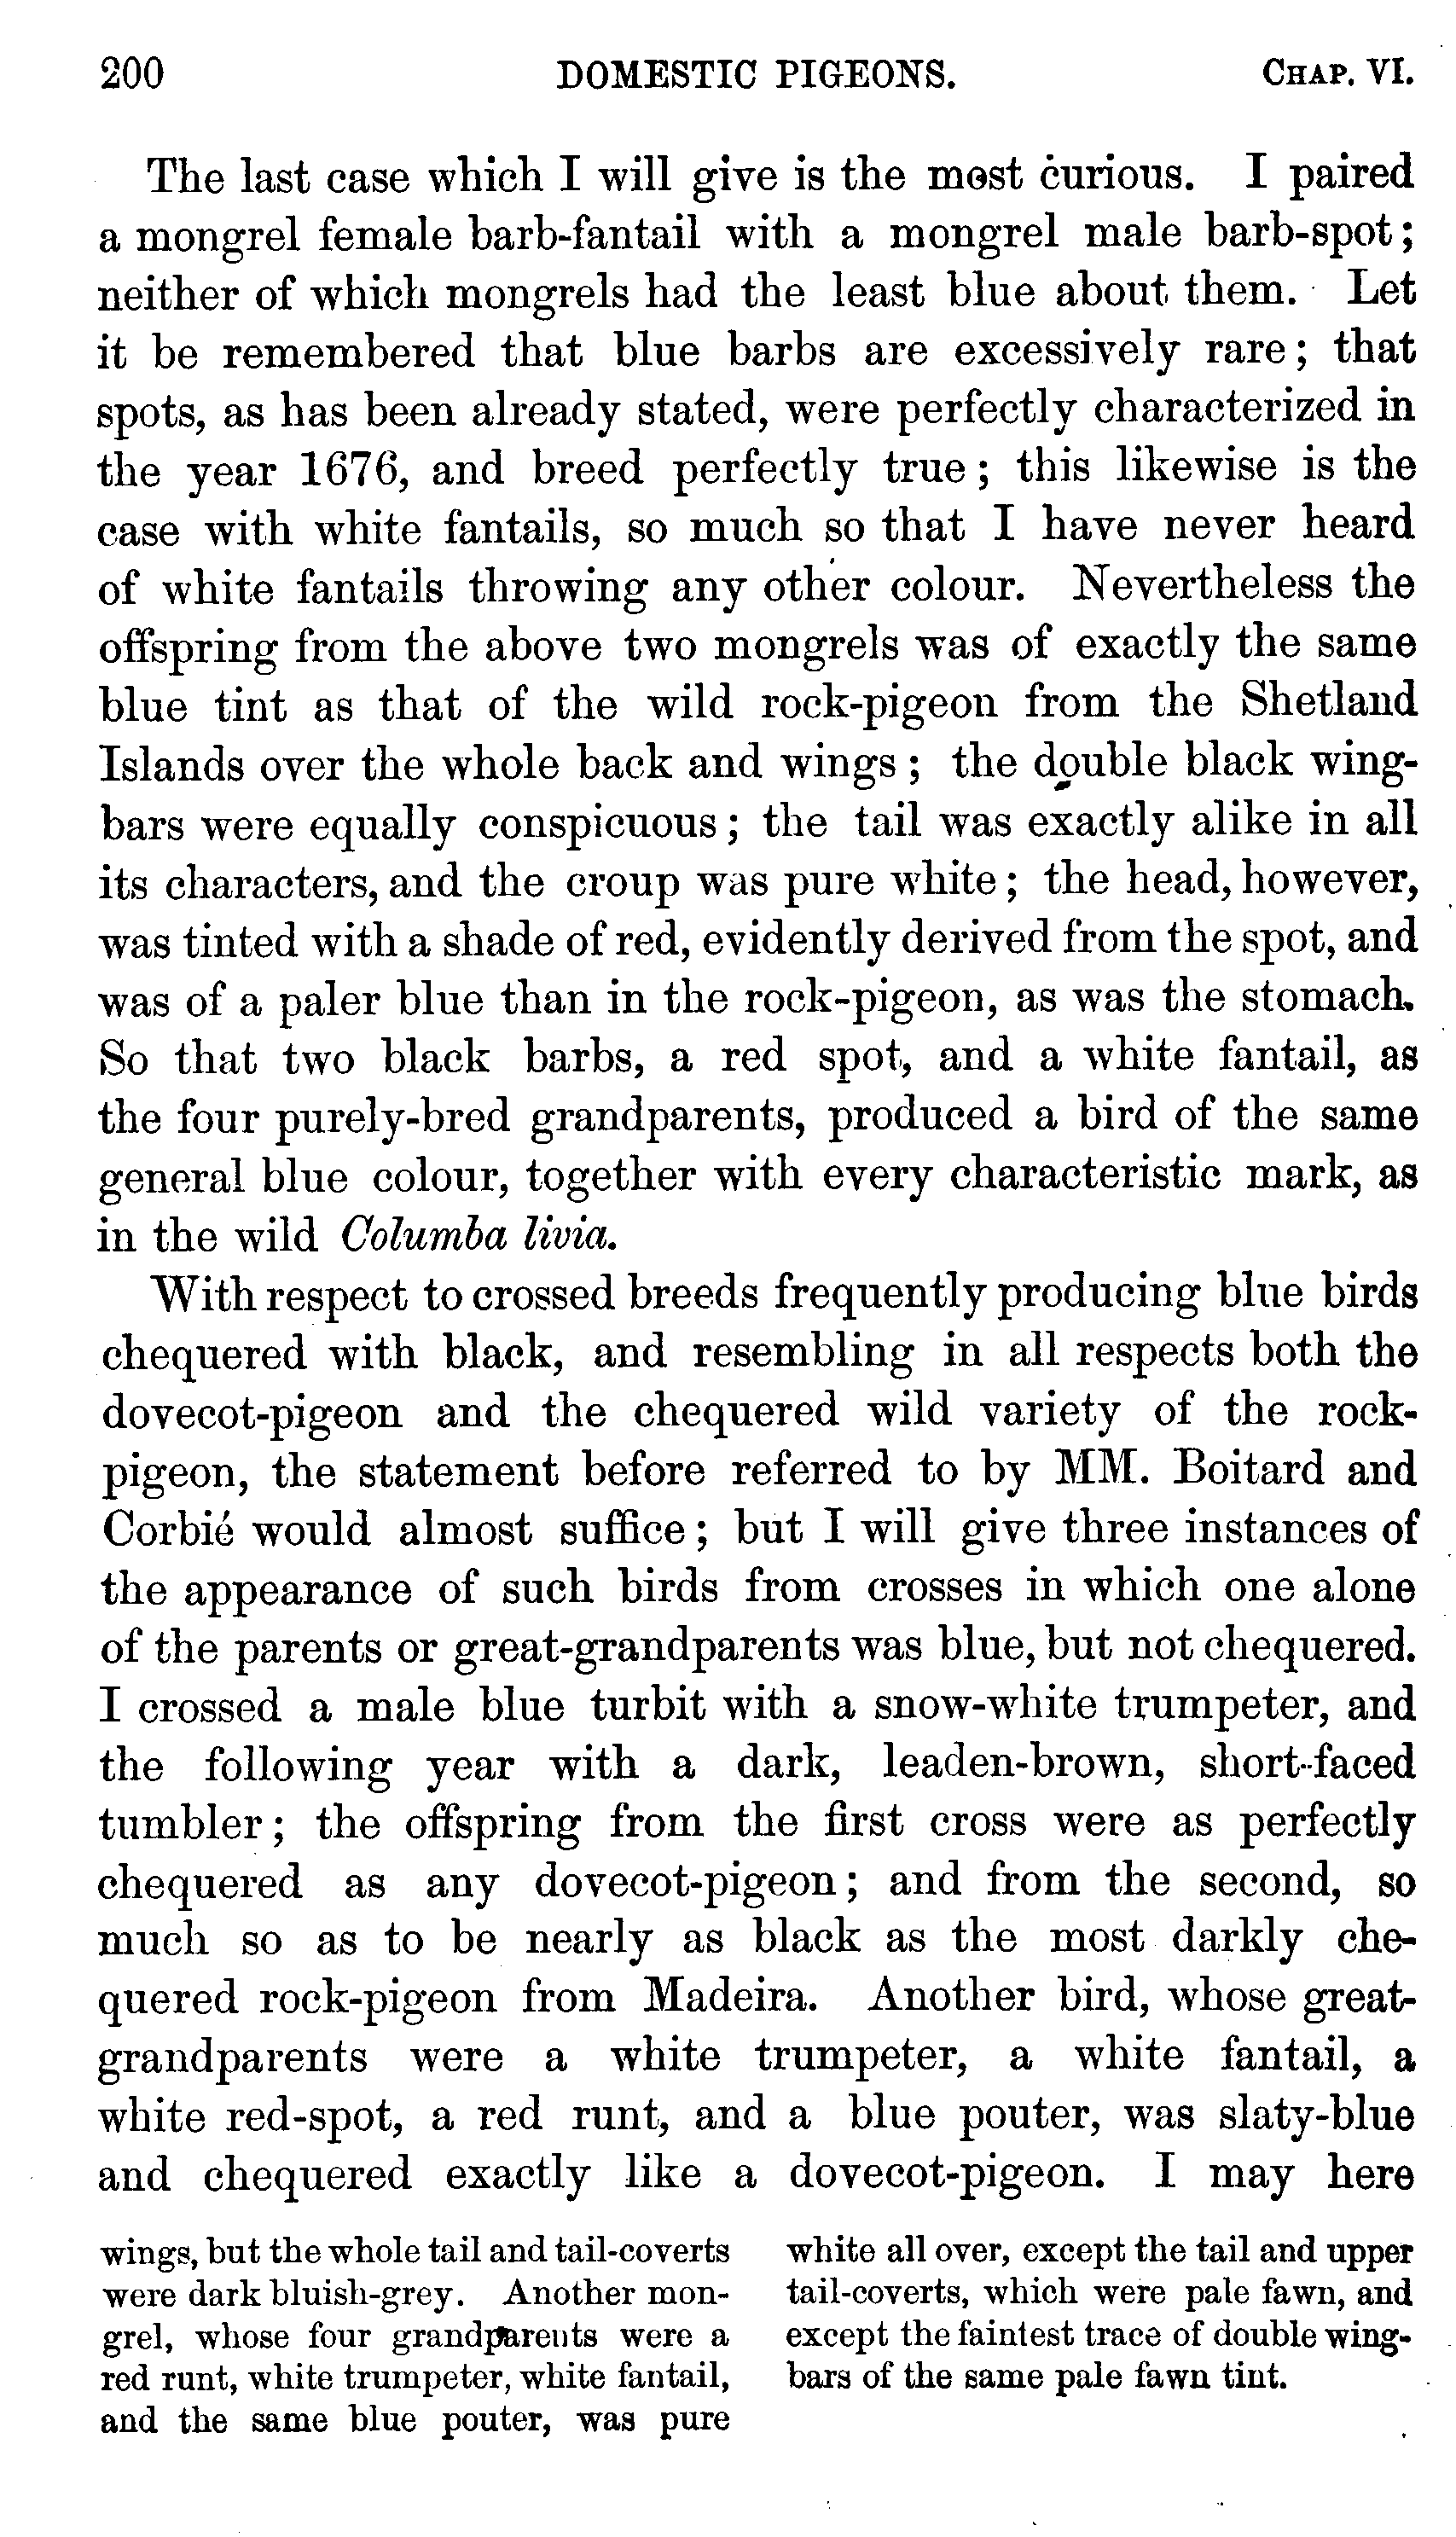 200 DOMESTIC PIGEONS. CHAP. VI.
The last case which I will give is the most curious. I paired
a mongrel female barb-fantail with a mongrel male barb-spot;
neither of which mongrels had the least blue about them. Let
it be remembered that blue barbs are excessively rare; that
spots, as has been already stated, were perfectly characterized in
the year 1676, and breed perfectly true; this likewise is the
case with white fantails, so much so that I have never heard
of white fantails throwing any other colour. Nevertheless the
offspring from the above two mongrels was of exactly the same
blue tint as that of the wild rock-pigeon from the Shetland
Islands over the whole back and wings; the double black wing-
bars were equally conspicuous; the tail was exactly alike in all
its characters, and the croup was pure white; the head, however,
was tinted with a shade of red, evidently derived from the spot, and
was of a paler blue than in the rock-pigeon, as was the stomach.
So that two black barbs, a red spot, and a white fantail, as
the four purely-bred grandparents, produced a bird of the same
general blue colour, together with every characteristic mark, as
in the wild Columba livia.
With respect to crossed breeds frequently producing blue birds
chequered with black, and resembling in all respects both the
dovecot-pigeon and the chequered wild variety of the rock-
pigeon, the statement before referred to by MM. Boitard and
Corbié would almost suffice; but I will give three instances of
the appearance of such birds from crosses in which one alone
of the parents or great-grandparents was blue, but not chequered.
I crossed a male blue turbit with a snow-white trumpeter, and
the following year with a dark, leaden-brown, short-faced
tumbler; the offspring from the first cross were as perfectly
chequered as any dovecot-pigeon; and from the second, so
much so as to be nearly as black as the most darkly che-
quered rock-pigeon from Madeira. Another bird, whose great-
grandparents were a white trumpeter, a white fantail, a
white red-spot, a red runt, and a blue pouter, was slaty-blue
and chequered exactly like a dovecot-pigeon. I may here
wings, but the whole tail and tail-coverts
were dark bluish-grey. Another mon-
grel, whose four grandparents were a
red runt, white trumpeter, white fantail,
and the same blue pouter, was pure
white all over, except the tail and upper
tail-coverts, which were pale fawn, and
except the faintest trace of double wing-
bars of the same pale fawn tint.